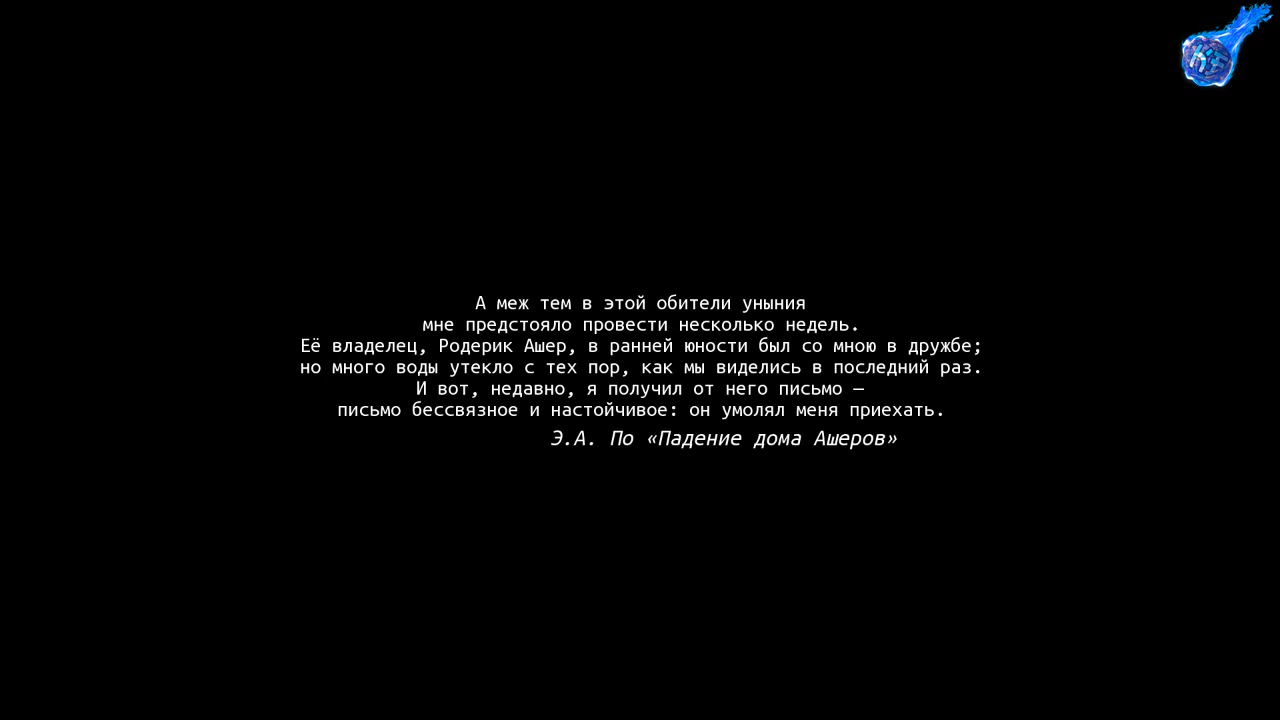 А меж тем в этой обители уныния
мне предстояло провести несколько недель.
Её владелец, Родерик Ашер, в ранней юности был со мною в дружбе;
но много воды утекло с тех пор, как мы виделись в последний раз.
И вот, недавно, я получил от него письмо —
письмо бессвязное и настойчивое: он умолял меня приехать.
Э.А. По «Падение дома Ашеров»